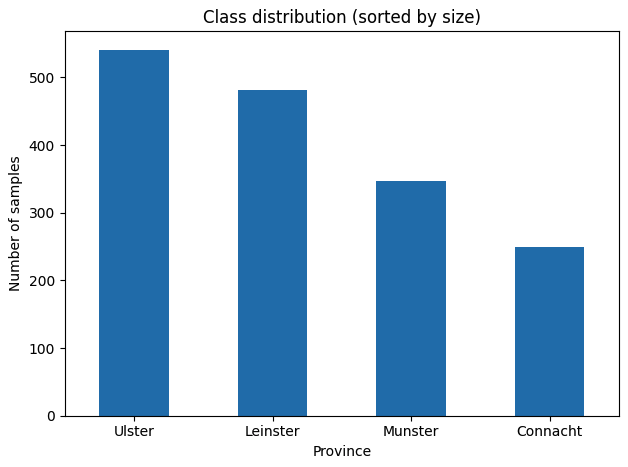 Class distribution (sorted by size)
Number of samples
500
400
300
200
100
0
Ulster Leinster Munster Connacht
Province